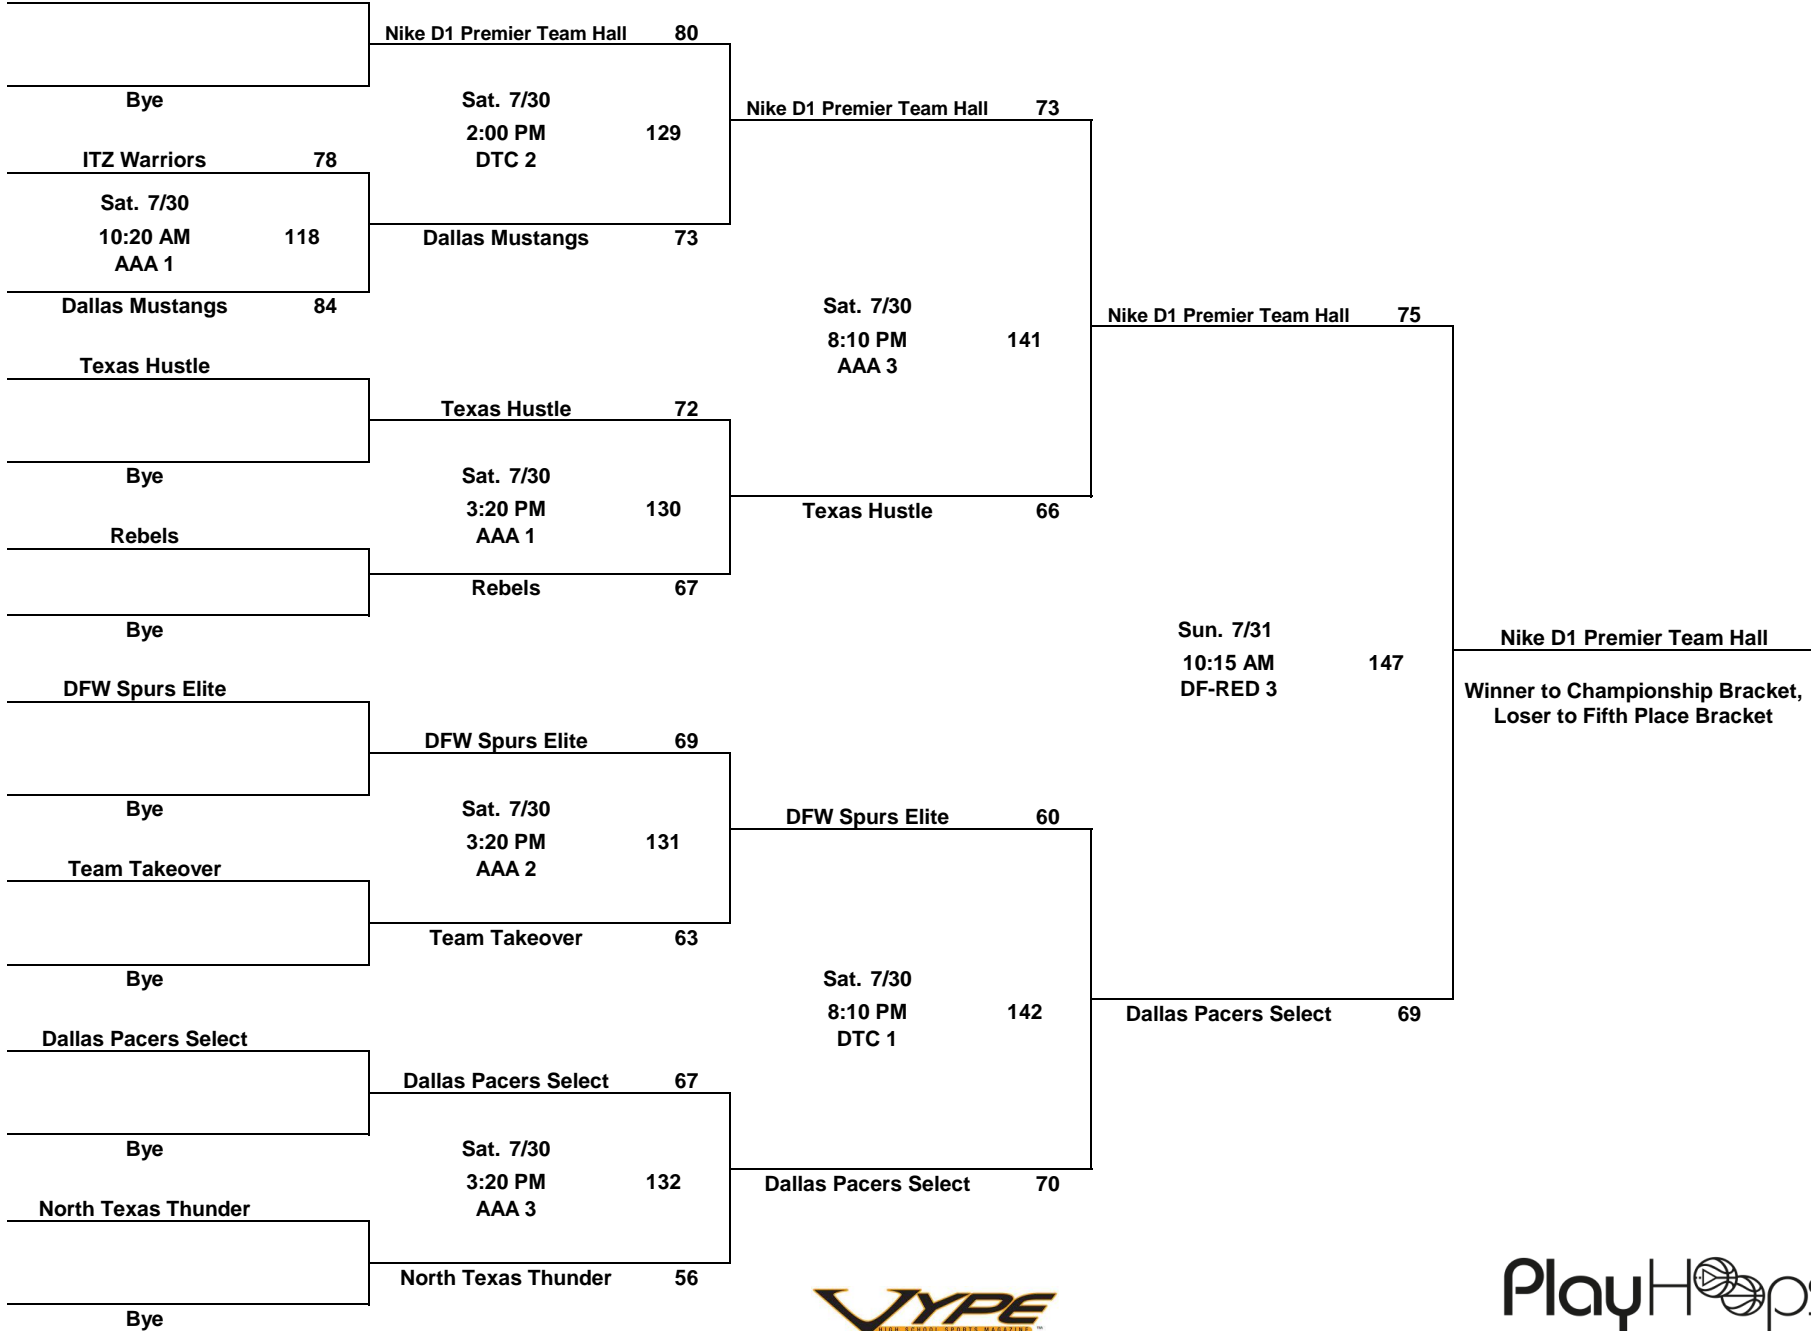 Nike D1 Premier Team Hall 80
Bye
Sat. 7/30
2:00 PM 129
DTC 2
ITZ Warriors 78
Sat. 7/30
10:20 AM 118
AAA 1
Dallas Mustangs 73
Dallas Mustangs 84
Nike D1 Premier Team Hall 73
Sat. 7/30
8:10 PM 141
AAA 3
Texas Hustle
Texas Hustle 72
Bye
Sat. 7/30
3:20 PM 130
AAA 1
Texas Hustle 66
Rebels
Rebels 67
Bye
Nike D1 Premier Team Hall 75
Sun. 7/31
10:15 AM 147
DF-RED 3
Nike D1 Premier Team Hall
Winner to Championship Bracket,
Loser to Fifth Place Bracket
DFW Spurs Elite
DFW Spurs Elite 69
Bye
Sat. 7/30
3:20 PM 131
AAA 2
DFW Spurs Elite 60
Team Takeover
Team Takeover 63
Bye
Sat. 7/30
8:10 PM 142
DTC 1
Dallas Pacers Select 69
Dallas Pacers Select
Dallas Pacers Select 67
Bye
Sat. 7/30
3:20 PM 132
AAA 3
Dallas Pacers Select 70
North Texas Thunder
North Texas Thunder 56
Bye
VYPE
HIGH SCHOOL SPORTS MAGAZINE
PlayHoops